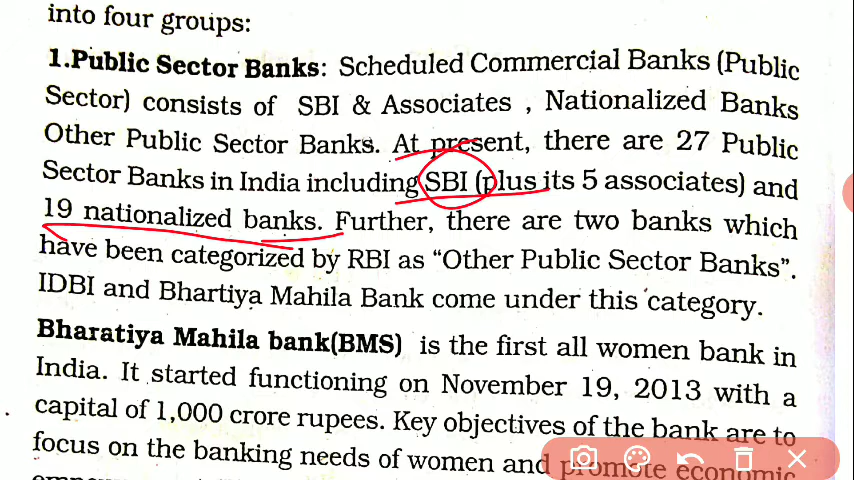 into four groups:
1.Public Sector Banks: Scheduled Commercial Banks (Public
Sector) consists of SBI & Associates , Nationalized Banks
Other Public Sector Banks. At present, there are 27 Public
Sector Banks in India including SBI (plus its 5 associates) and
19 nationalized banks. Further, there are two banks which
have been categorized by RBI as “Other Public Sector Banks”.
IDBI and Bhartiya Mahila Bank come under this category.
Bharatiya Mahila bank(BMS) is the first all women bank in
India. It started functioning on November 19, 2013 with a
capital of 1,000 crore rupees. Key objectives of the bank are to
focus on the banking needs of women and promote economic